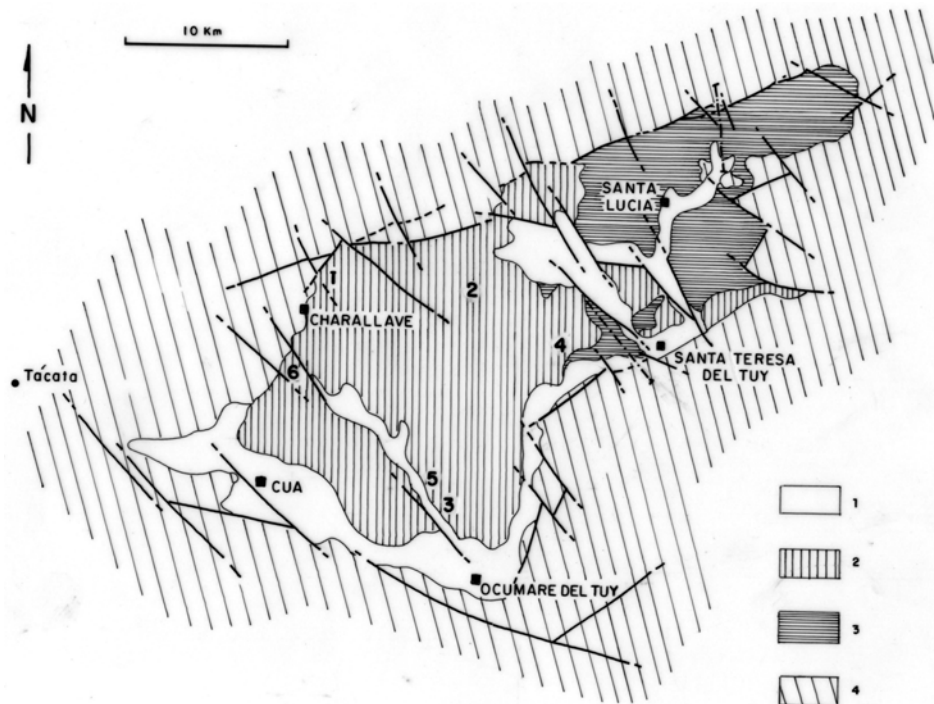 10 Km
N
SANTA
LUCIA
1
2
CHARALLAVE
4
SANTA TERESA
DEL TUY
Tácata
6
CUA
5
3
OCUMARE DEL TUY
1
2
3
4